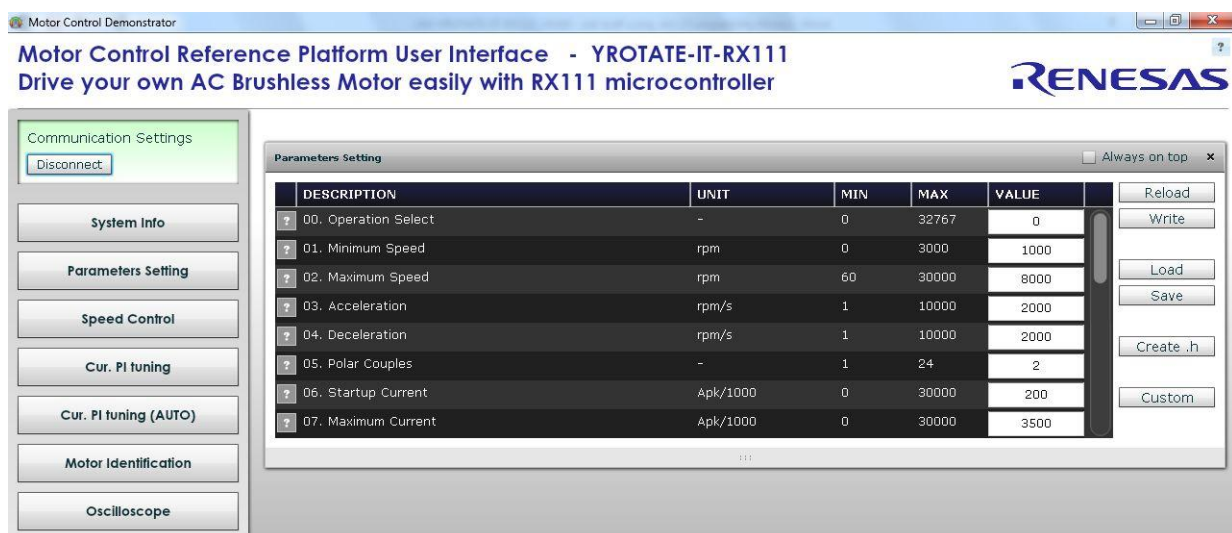 Motor Control Demonstrator
Motor Control Reference Platform User Interface - YROTATE-IT-RX111
Drive your own AC Brushless Motor easily with RX111 microcontroller
?
RENESAS
Communication Settings
Disconnect
System Info
Parameters Setting
Speed Control
Cur. PI tuning
Cur. PI tuning (AUTO)
Motor Identification
Oscilloscope
Parameters Setting Always on top x
DESCRIPTION UNIT MIN MAX VALUE
? 00. Operation Select - 0 32767 0
? 01. Minimum Speed rpm 0 3000 1000
? 02. Maximum Speed rpm 60 30000 8000
? 03. Acceleration rpm/s 1 10000 2000
? 04. Deceleration rpm/s 1 10000 2000
? 05. Polar Couples - 1 24 2
? 06. Startup Current Apk/1000 0 30000 200
? 07. Maximum Current Apk/1000 0 30000 3500
Reload
Write
Load
Save
Create .h
Custom